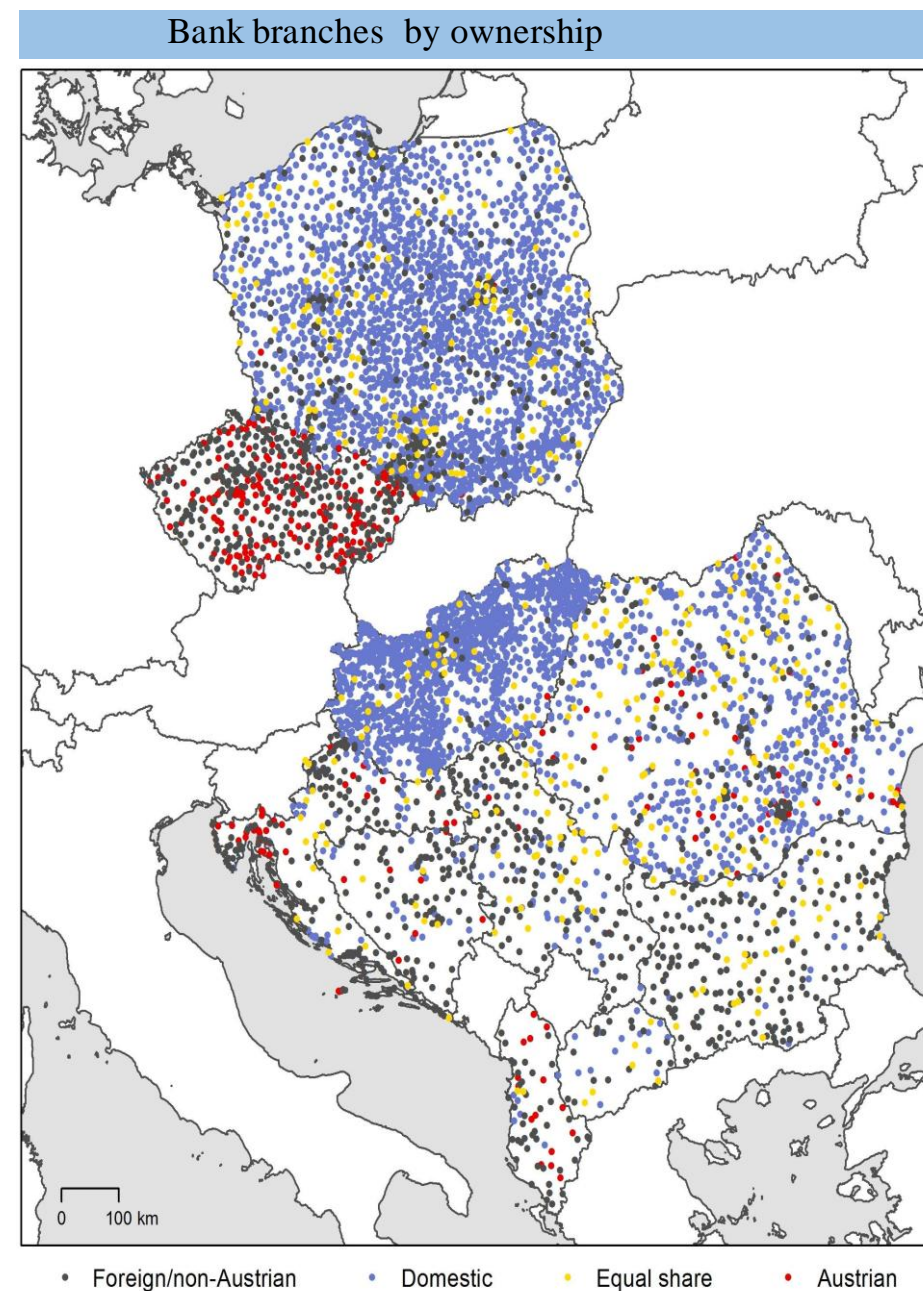 Bank branches by ownership
0 100 km
Foreign/non-Austrian Domestic Equal share Austrian